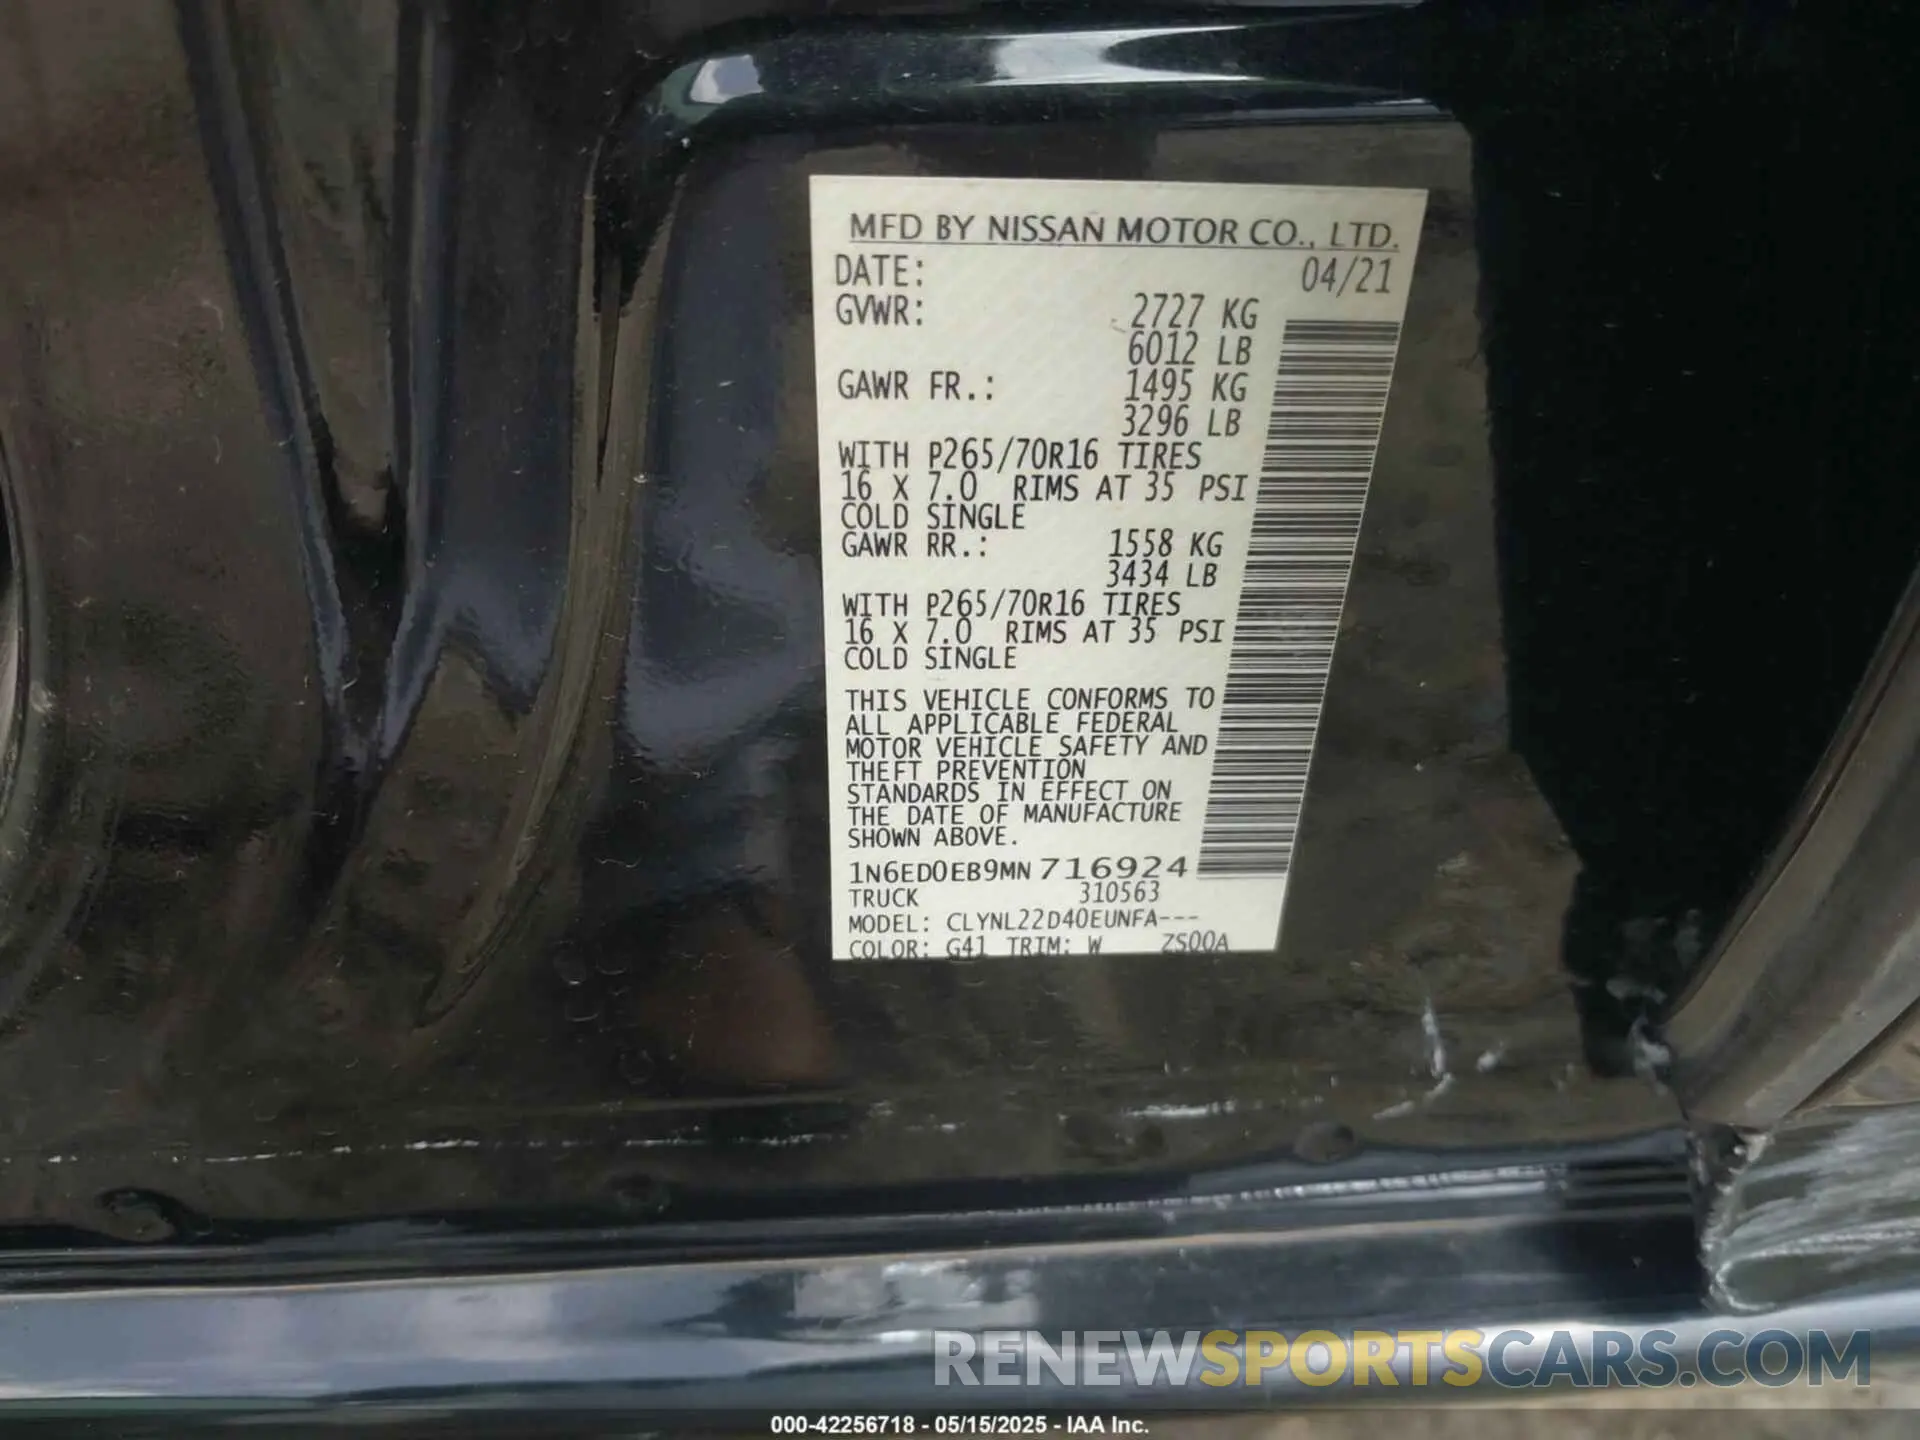 MFD BY NISSAN MOTOR CO., LTD.
DATE: 04/21
GVWR: 2727 KG
6012 LB
GAWR FR.: 1495 KG
3296 LB
WITH P265/70R16 TIRES
16 X 7.0 RIMS AT 35 PSI
COLD SINGLE
GAWR RR.: 1558 KG
3434 LB
WITH P265/70R16 TIRES
16 X 7.0 RIMS AT 35 PSI
COLD SINGLE
THIS VEHICLE CONFORMS TO
ALL APPLICABLE FEDERAL
MOTOR VEHICLE SAFETY AND
THEFT PREVENTION
STANDARDS IN EFFECT ON
THE DATE OF MANUFACTURE
SHOWN ABOVE.
1N6ED0EB9MN716924
TRUCK 310563
MODEL: CLYNL22D40EUNFA---
COLOR: G41 TRIM: W ZS00A
RENEWSPORTSCARS.COM
000-42256718 - 05/15/2025 - IAA Inc.